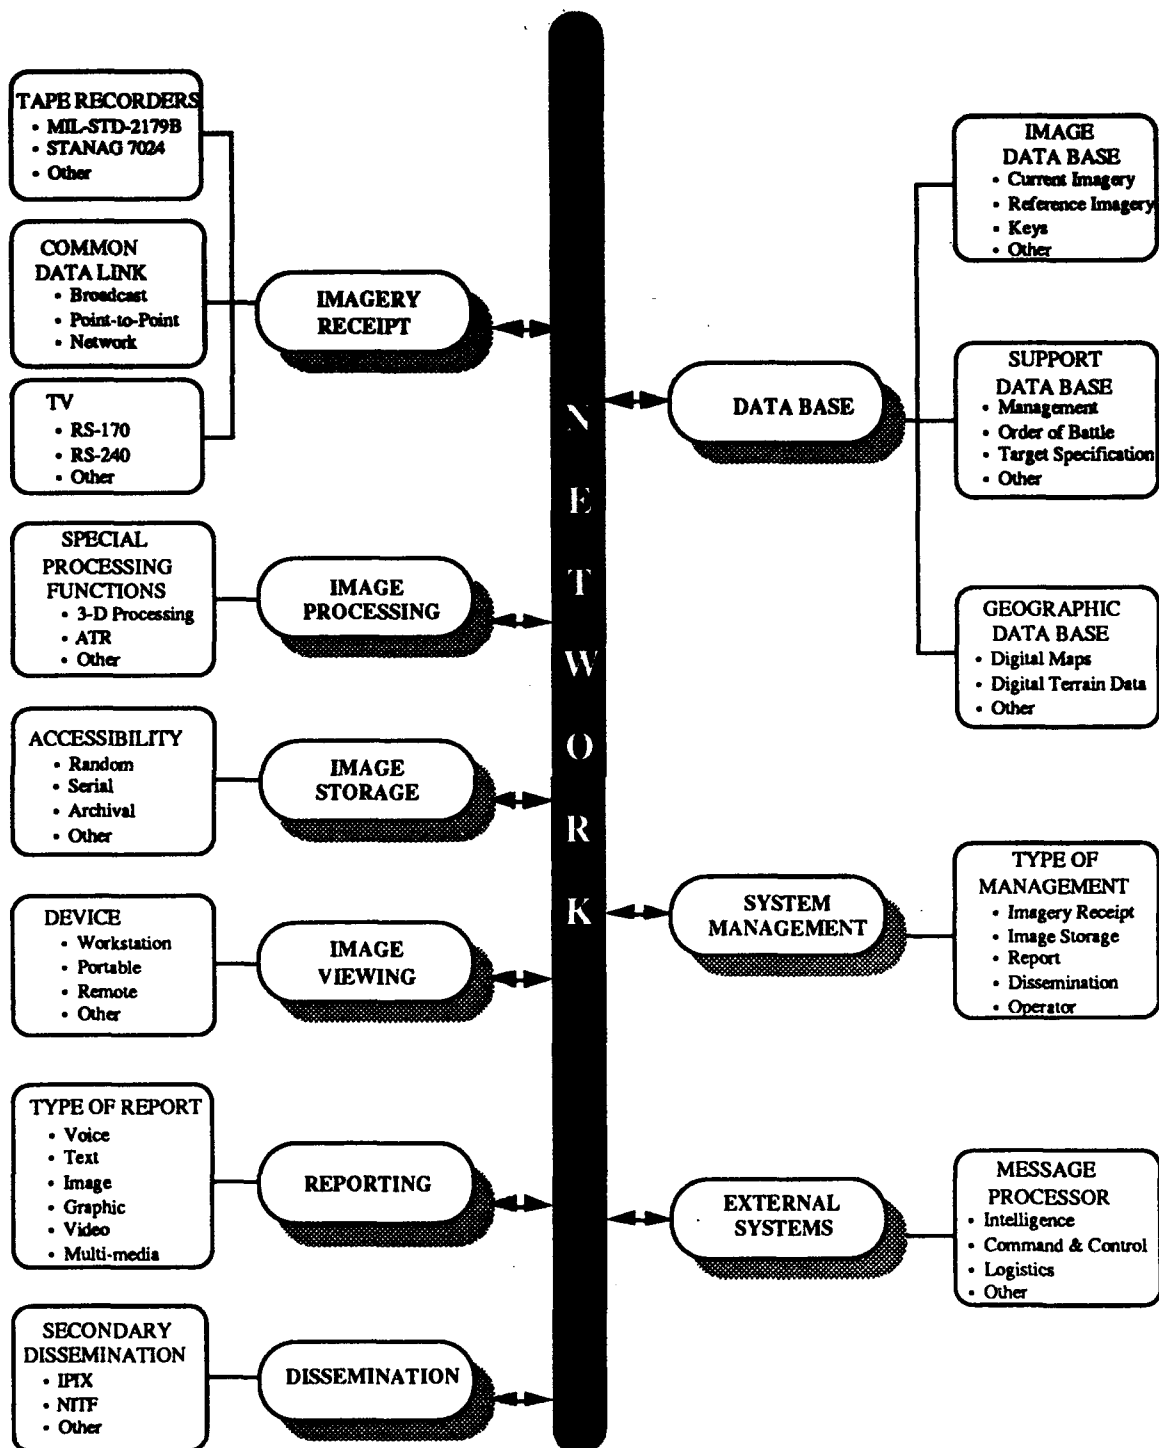 TAPE RECORDERS
• MIL-STD-2179B
• STANAG 7024
• Other
COMMON
DATA LINK
• Broadcast
• Point-to-Point
• Network
TV
• RS-170
• RS-240
• Other
IMAGERY
RECEIPT
SPECIAL
PROCESSING
FUNCTIONS
• 3-D Processing
• ATR
• Other
IMAGE
PROCESSING
ACCESSIBILITY
• Random
• Serial
• Archival
• Other
IMAGE
STORAGE
DEVICE
• Workstation
• Portable
• Remote
• Other
IMAGE
VIEWING
TYPE OF REPORT
• Voice
• Text
• Image
• Graphic
• Video
• Multi-media
REPORTING
SECONDARY
DISSEMINATION
• IPIX
• NITF
• Other
DISSEMINATION
N
E
T
W
O
R
K
DATA BASE
IMAGE
DATA BASE
• Current Imagery
• Reference Imagery
• Keys
• Other
SUPPORT
DATA BASE
• Management
• Order of Battle
• Target Specification
• Other
GEOGRAPHIC
DATA BASE
• Digital Maps
• Digital Terrain Data
• Other
SYSTEM
MANAGEMENT
TYPE OF
MANAGEMENT
• Imagery Receipt
• Image Storage
• Report
• Dissemination
• Operator
EXTERNAL
SYSTEMS
MESSAGE
PROCESSOR
• Intelligence
• Command & Control
• Logistics
• Other